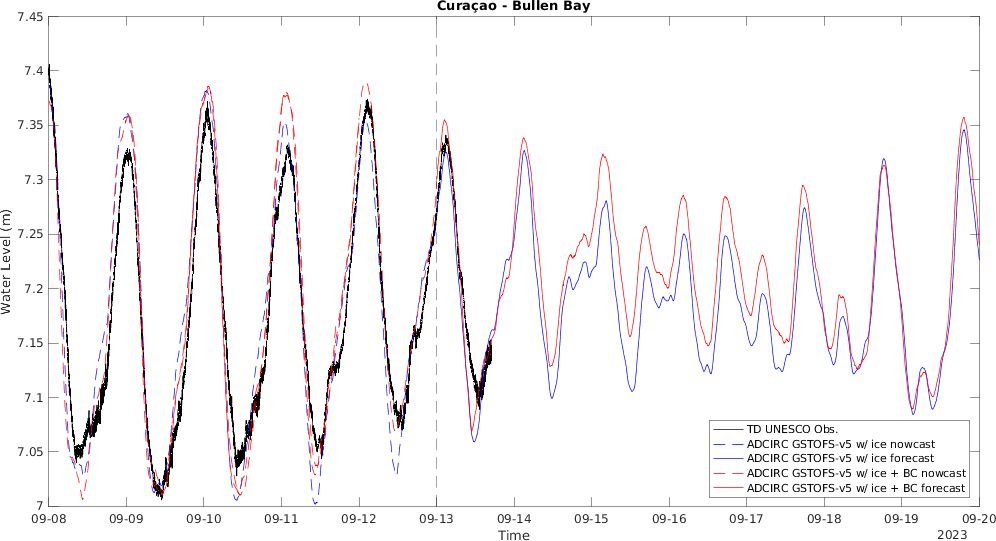 Curaçao - Bullen Bay
7.45
7.4
7.35
7.3
7.25
7.2
7.15
7.1
7.05
7
Water Level (m)
TD UNESCO Obs.
ADCIRC GSTOFS-v5 w/ ice nowcast
ADCIRC GSTOFS-v5 w/ ice forecast
ADCIRC GSTOFS-v5 w/ ice + BC nowcast
ADCIRC GSTOFS-v5 w/ ice + BC forecast
09-08 09-09 09-10 09-11 09-12 09-13 09-14 09-15 09-16 09-17 09-18 09-19 09-20
Time
2023